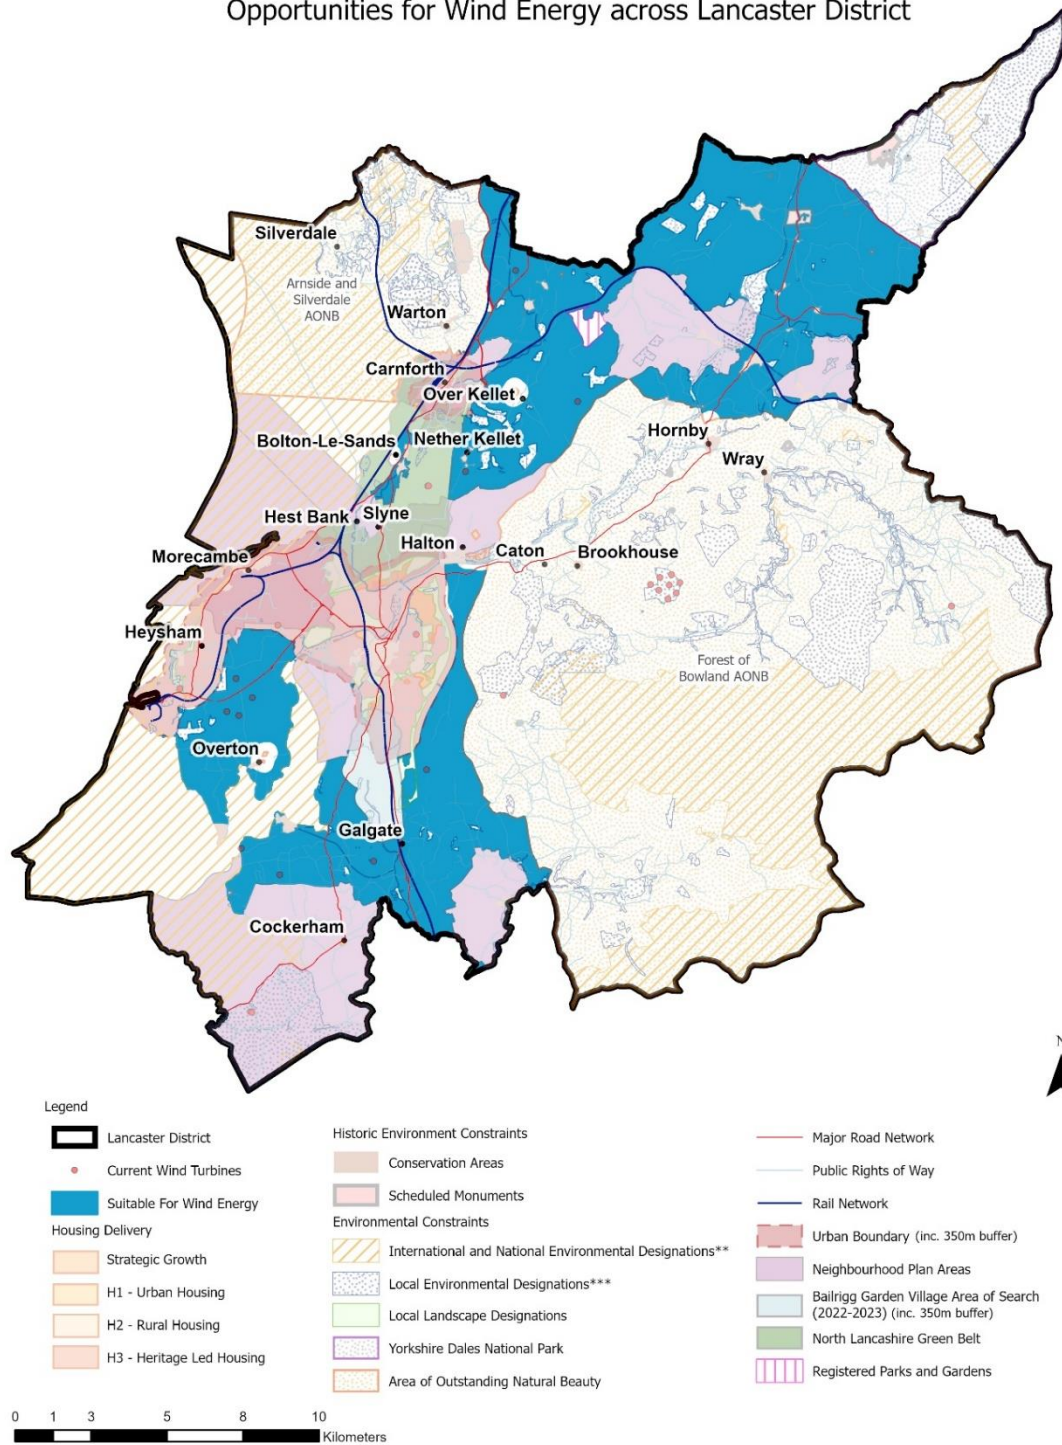 Opportunities for Wind Energy across Lancaster District
Silverdale
Arnside and
Silverdale
AONB
Warton
Carnforth
Over Kellet
Bolton-Le-Sands
Nether Kellet
Hornby
Wray
Hest Bank
Slyne
Halton
Caton
Brookhouse
Morecambe
Heysham
Forest of
Bowland AONB
Overton
Galgate
Cockerham
N
Legend
Lancaster District
Current Wind Turbines
Suitable For Wind Energy
Housing Delivery
Strategic Growth
H1 - Urban Housing
H2 - Rural Housing
H3 - Heritage Led Housing
Historic Environment Constraints
Conservation Areas
Scheduled Monuments
Environmental Constraints
International and National Environmental Designations**
Local Environmental Designations***
Local Landscape Designations
Yorkshire Dales National Park
Area of Outstanding Natural Beauty
Major Road Network
Public Rights of Way
Rail Network
Urban Boundary (inc. 350m buffer)
Neighbourhood Plan Areas
Bailrigg Garden Village Area of Search
(2022-2023) (inc. 350m buffer)
North Lancashire Green Belt
Registered Parks and Gardens
0 1 3 5 8 10
Kilometers